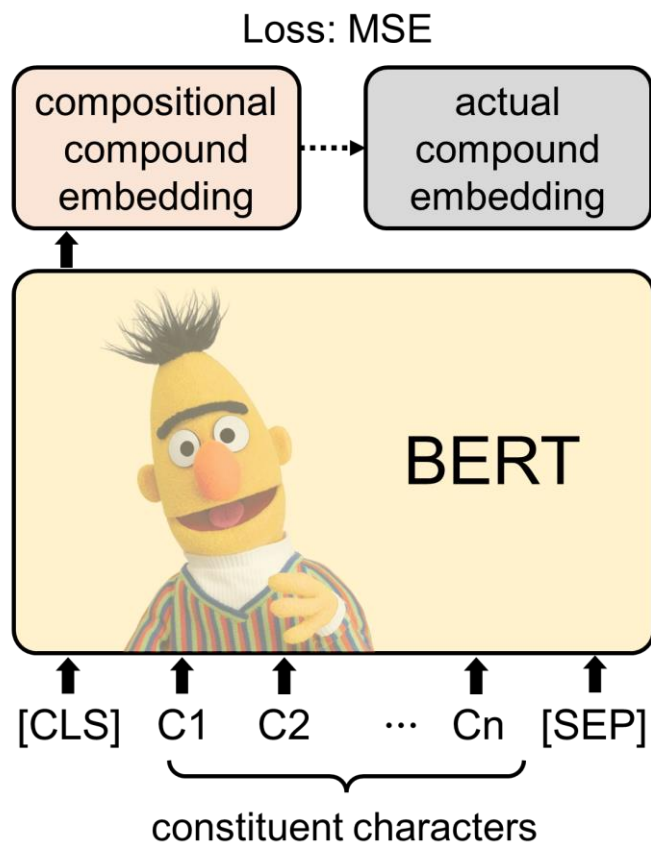 Loss: MSE
compositional
compound
embedding
actual
compound
embedding
BERT
[CLS] C1 C2 ... Cn [SEP]
constituent characters